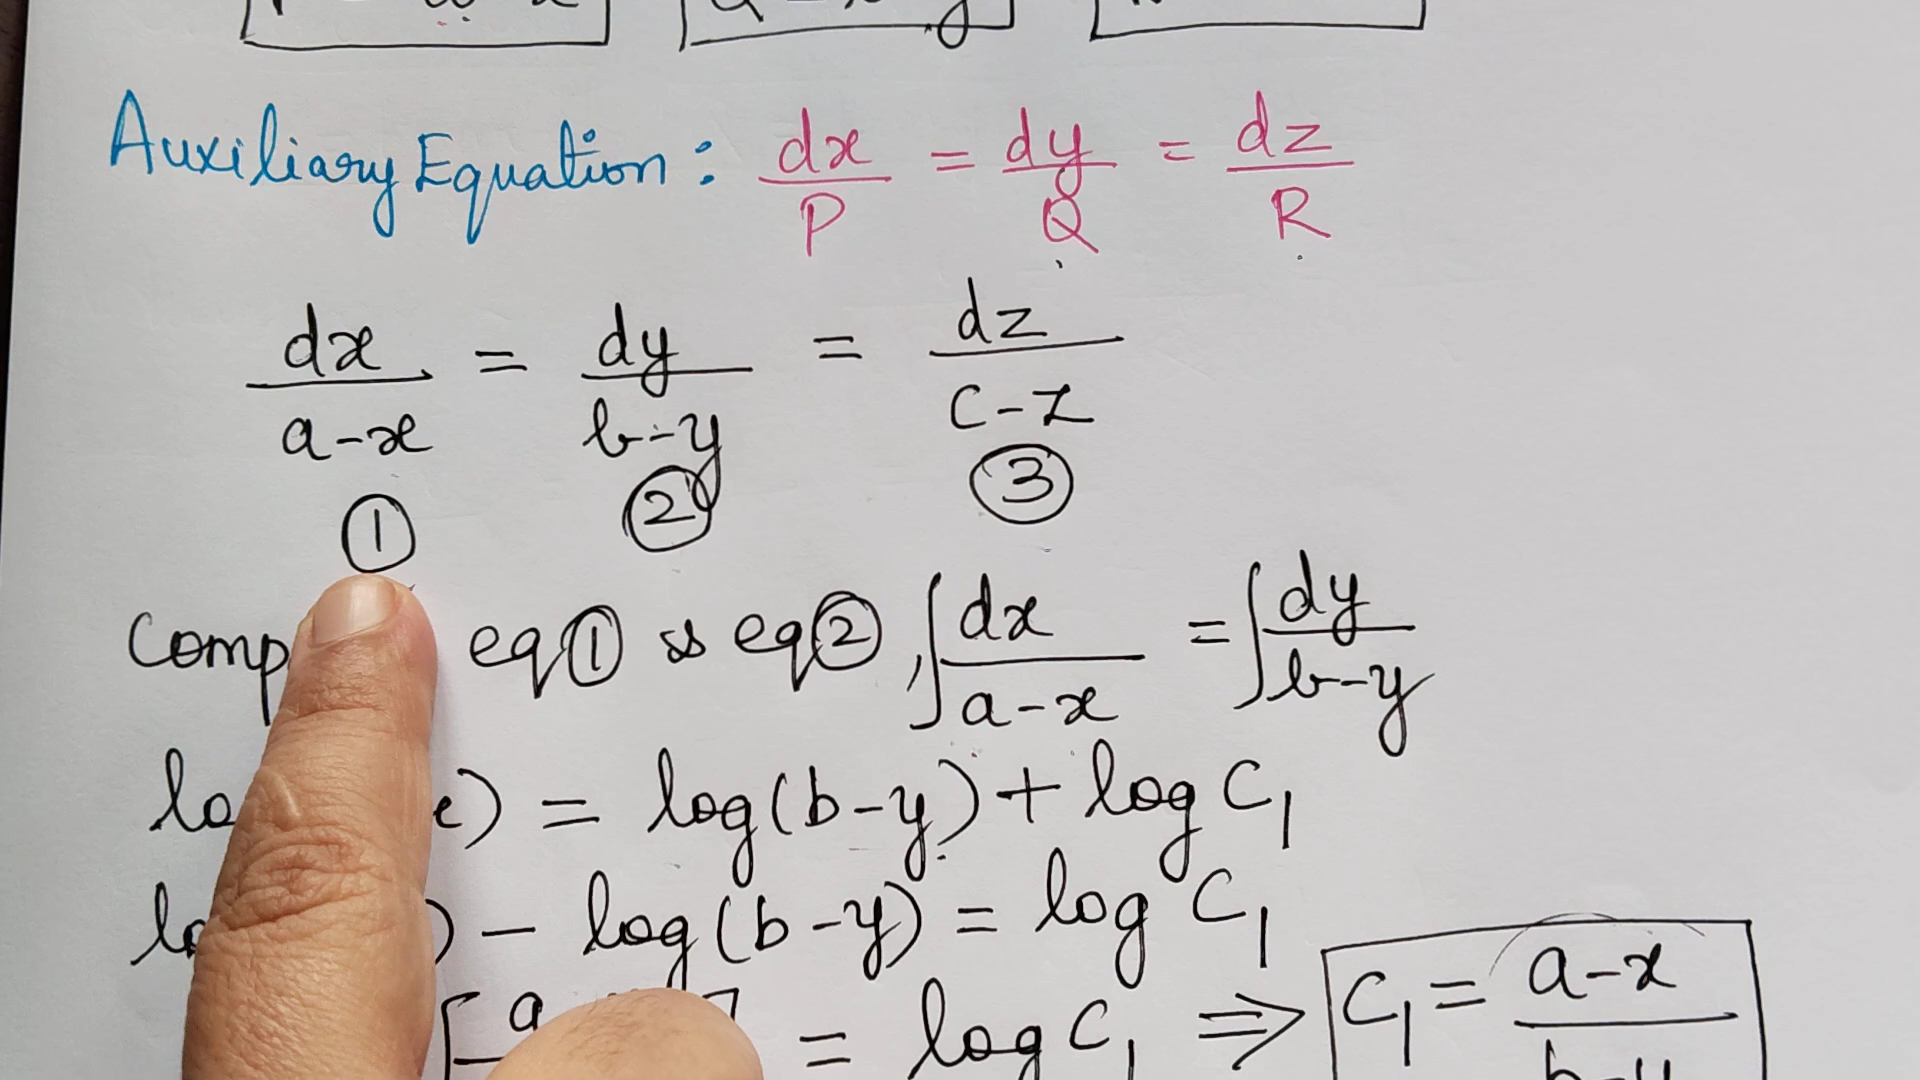 Auxiliary Equation: dx/P = dy/Q = dz/R
dx/a-x = dy/b-y = dz/c-z
① ② ③
eq① & eq②, ∫dx/a-x = ∫dy/b-y
) = log(b-y) + log C₁
) - log(b-y) = log C₁
= log C₁ ⇒ C₁ = a-x/b-y